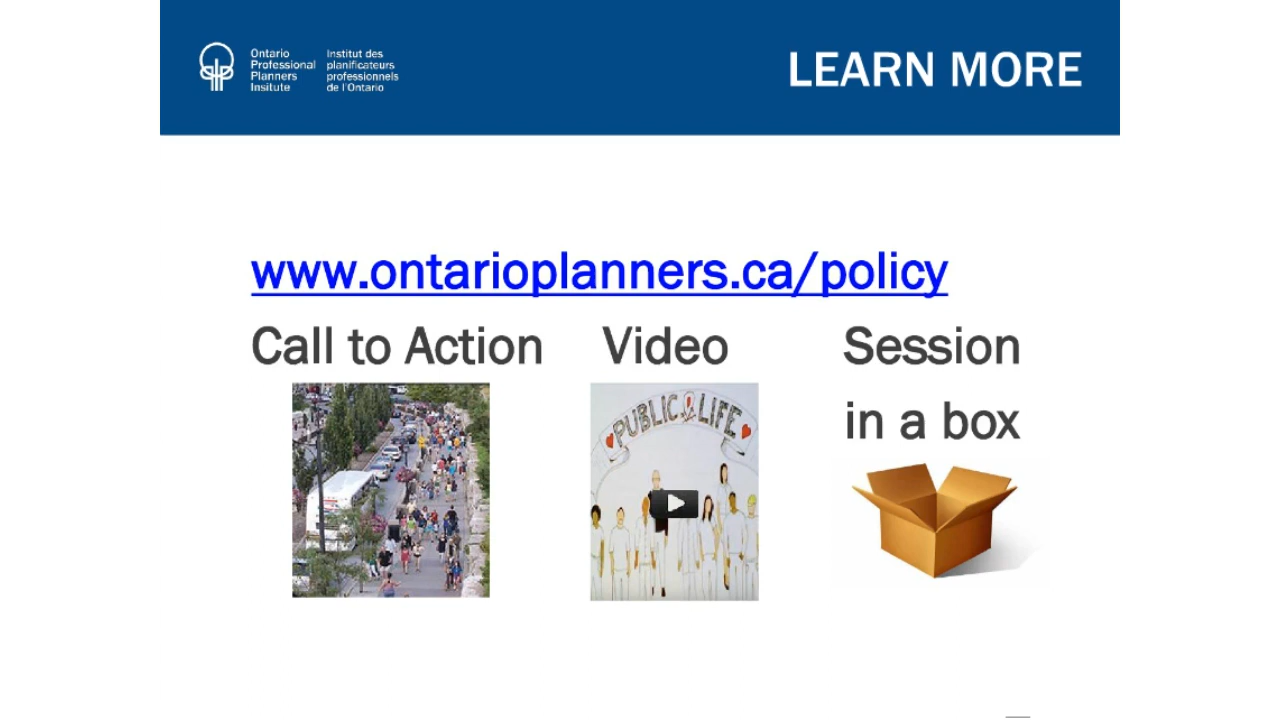 Ontario
Professional
Planners
Insitute
Institut des
planificateurs
professionnels
de l'Ontario
LEARN MORE
www.ontarioplanners.ca/policy
Call to Action
Video
Session
in a box
PUBLIC LIFE